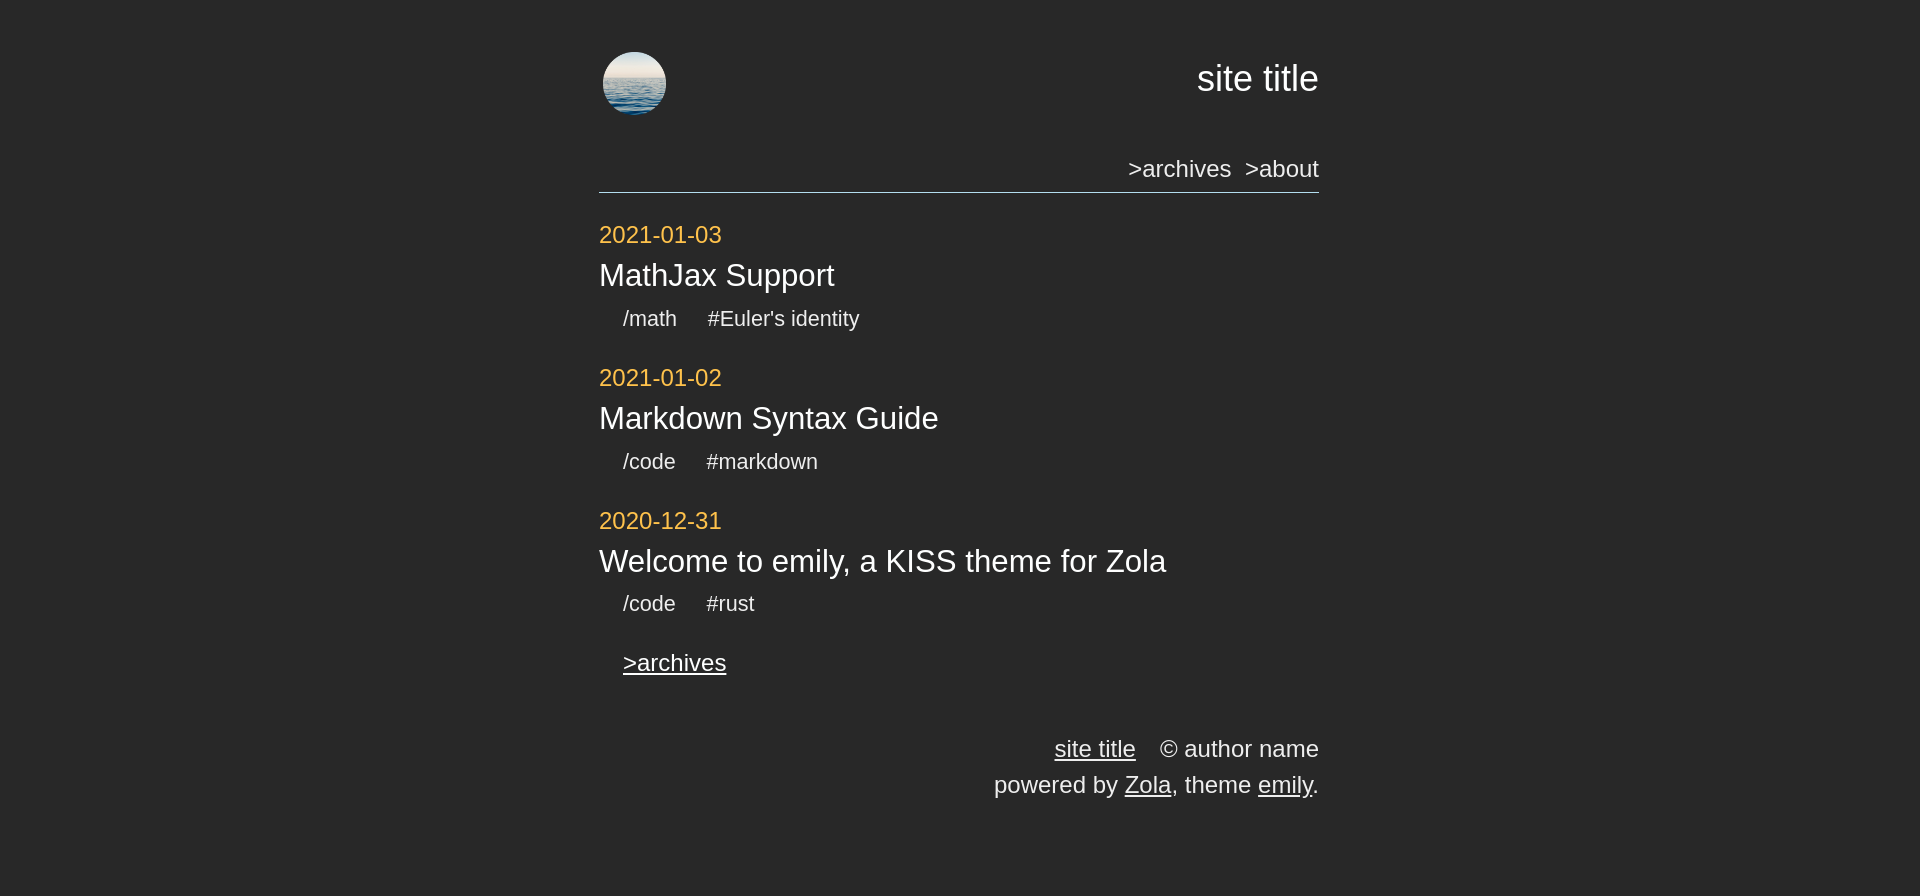 site title
>archives >about
2021-01-03
MathJax Support
/math #Euler's identity
2021-01-02
Markdown Syntax Guide
/code #markdown
2020-12-31
Welcome to emily, a KISS theme for Zola
/code #rust
>archives
site title © author name
powered by Zola, theme emily.